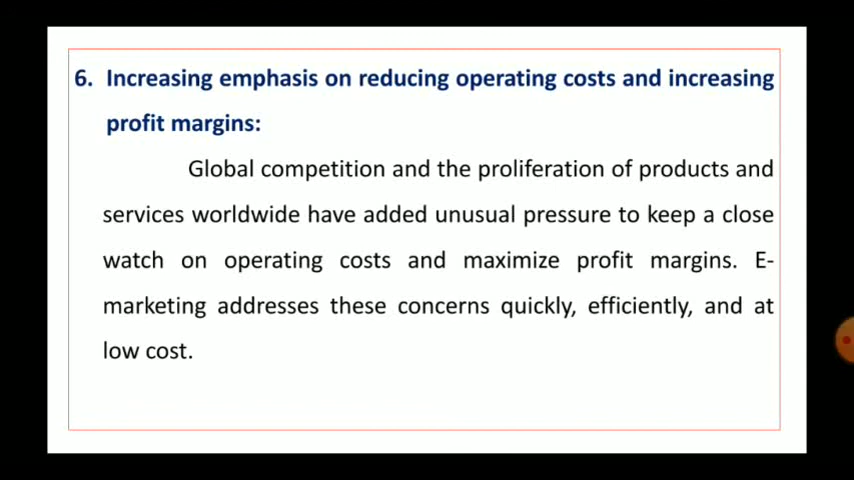 6. Increasing emphasis on reducing operating costs and increasing
profit margins:
Global competition and the proliferation of products and
services worldwide have added unusual pressure to keep a close
watch on operating costs and maximize profit margins. E-
marketing addresses these concerns quickly, efficiently, and at
low cost.